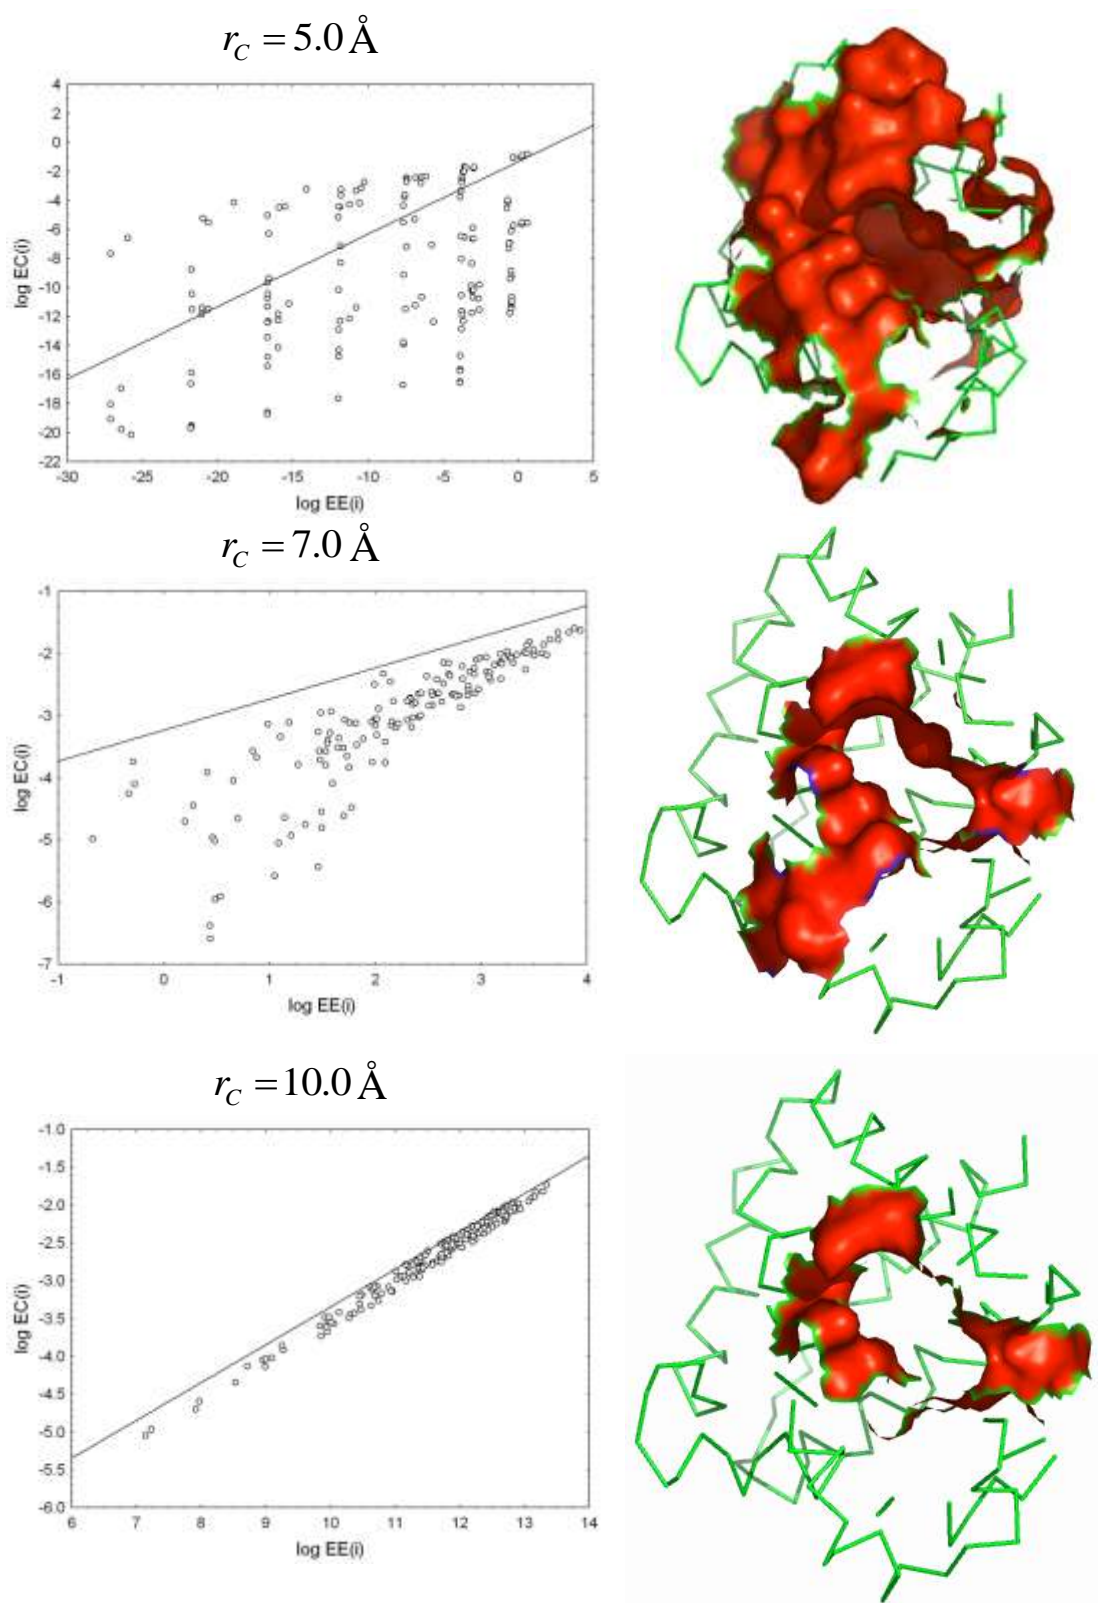 r_C = 5.0 Å
4
2
0
-2
-4
-6
-8
-10
-12
-14
-16
-18
-20
-22
log EC(i)
-30 -25 -20 -15 -10 -5 0 5
log EE(i)
r_C = 7.0 Å
-1
-2
-3
-4
-5
-6
-7
log EC(i)
-1 0 1 2 3 4
log EE(i)
r_C = 10.0 Å
-1.0
-1.5
-2.0
-2.5
-3.0
-3.5
-4.0
-4.5
-5.0
-5.5
-6.0
log EC(i)
6 7 8 9 10 11 12 13 14
log EE(i)